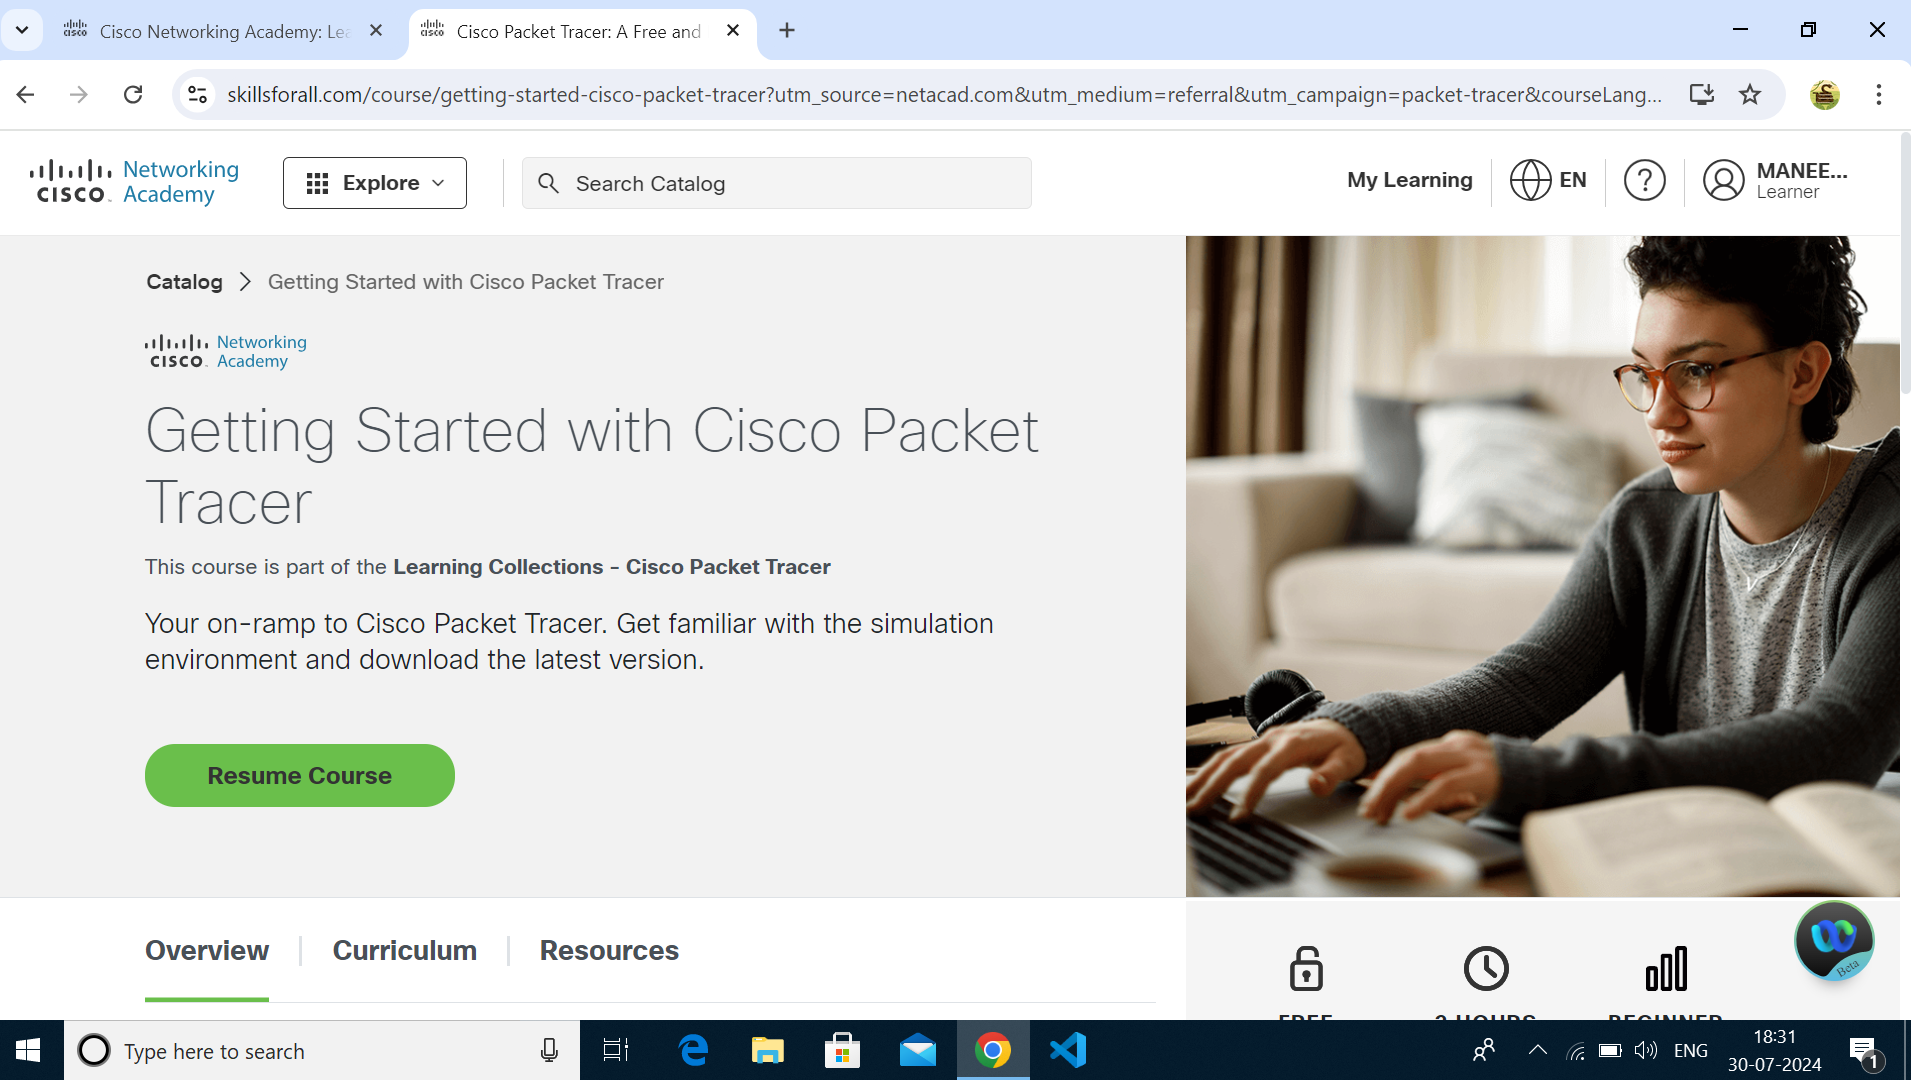 Cisco Networking Academy: Lea
Cisco Packet Tracer: A Free and
skillsforall.com/course/getting-started-cisco-packet-tracer?utm_source=netacad.com&utm_medium=referral&utm_campaign=packet-tracer&courseLang...
CISCO Networking Academy
Explore
Search Catalog
My Learning
EN
MANEE...
Learner
Catalog > Getting Started with Cisco Packet Tracer
CISCO Networking Academy
Getting Started with Cisco Packet
Tracer
This course is part of the Learning Collections - Cisco Packet Tracer
Your on-ramp to Cisco Packet Tracer. Get familiar with the simulation
environment and download the latest version.
Resume Course
Overview
Curriculum
Resources
Beta
FREE
HOURS
BEGINNER
Type here to search
ENG
18:31
30-07-2024
1